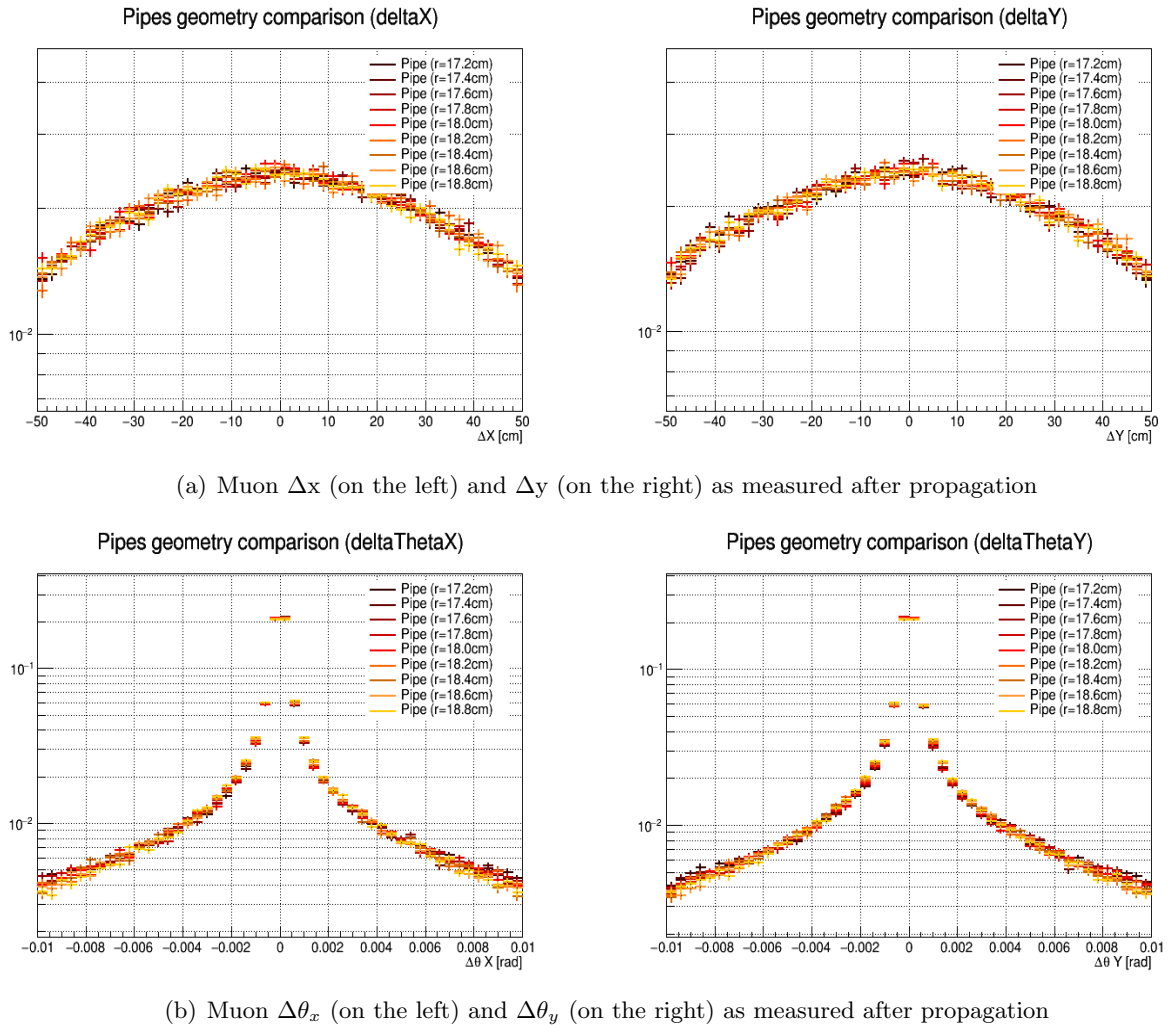 Pipes geometry comparison (deltaX)
Pipe (r=17.2cm)
Pipe (r=17.4cm)
Pipe (r=17.6cm)
Pipe (r=17.8cm)
Pipe (r=18.0cm)
Pipe (r=18.2cm)
Pipe (r=18.4cm)
Pipe (r=18.6cm)
Pipe (r=18.8cm)
10⁻²
−50 −40 −30 −20 −10 0 10 20 30 40 50
ΔX [cm]
Pipes geometry comparison (deltaY)
Pipe (r=17.2cm)
Pipe (r=17.4cm)
Pipe (r=17.6cm)
Pipe (r=17.8cm)
Pipe (r=18.0cm)
Pipe (r=18.2cm)
Pipe (r=18.4cm)
Pipe (r=18.6cm)
Pipe (r=18.8cm)
10⁻²
−50 −40 −30 −20 −10 0 10 20 30 40 50
ΔY [cm]
(a) Muon Δx (on the left) and Δy (on the right) as measured after propagation
Pipes geometry comparison (deltaThetaX)
Pipe (r=17.2cm)
Pipe (r=17.4cm)
Pipe (r=17.6cm)
Pipe (r=17.8cm)
Pipe (r=18.0cm)
Pipe (r=18.2cm)
Pipe (r=18.4cm)
Pipe (r=18.6cm)
Pipe (r=18.8cm)
10⁻¹
10⁻²
−0.01 −0.008 −0.006 −0.004 −0.002 0 0.002 0.004 0.006 0.008 0.01
Δθ X [rad]
Pipes geometry comparison (deltaThetaY)
Pipe (r=17.2cm)
Pipe (r=17.4cm)
Pipe (r=17.6cm)
Pipe (r=17.8cm)
Pipe (r=18.0cm)
Pipe (r=18.2cm)
Pipe (r=18.4cm)
Pipe (r=18.6cm)
Pipe (r=18.8cm)
10⁻¹
10⁻²
−0.01 −0.008 −0.006 −0.004 −0.002 0 0.002 0.004 0.006 0.008 0.01
Δθ Y [rad]
(b) Muon Δθₓ (on the left) and Δθ_y (on the right) as measured after propagation